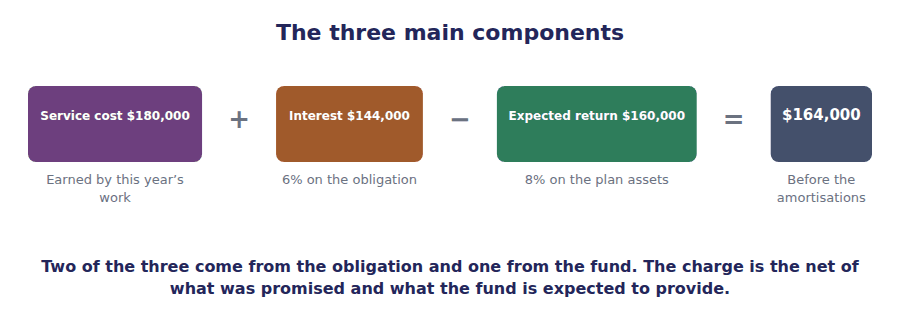 The three main components
Service cost $180,000
+
Interest $144,000
−
Expected return $160,000
=
$164,000
Earned by this year’s
work
6% on the obligation
8% on the plan assets
Before the
amortisations
Two of the three come from the obligation and one from the fund. The charge is the net of
what was promised and what the fund is expected to provide.